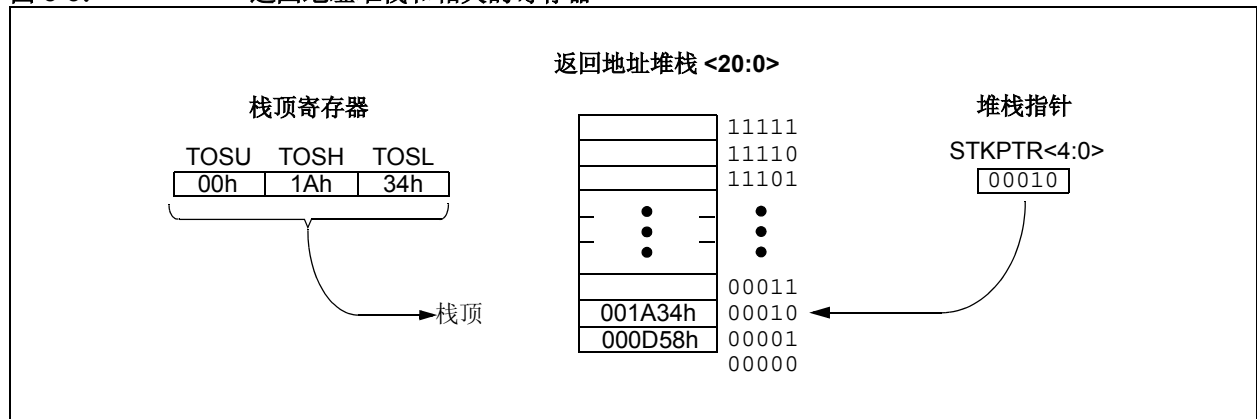 返回地址堆栈 <20:0>
栈顶寄存器
堆栈指针
TOSU TOSH TOSL
00h 1Ah 34h
STKPTR<4:0>
00010
11111
11110
11101
00011
栈顶
001A34h 00010
000D58h 00001
00000